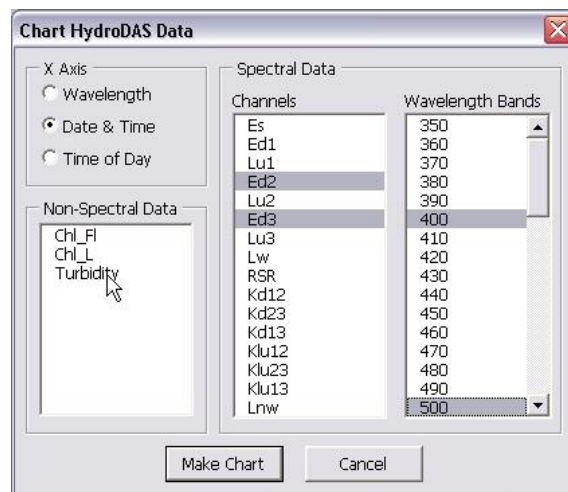 Chart HydroDAS Data
X Axis
Wavelength
Date & Time
Time of Day
Non-Spectral Data
Chl_Fl
Chl_L
Turbidity
Spectral Data
Channels
Es
Ed1
Lu1
Ed2
Lu2
Ed3
Lu3
Lw
RSR
Kd12
Kd23
Kd13
Klu12
Klu23
Klu13
Lnw
Wavelength Bands
350
360
370
380
390
400
410
420
430
440
450
460
470
480
490
500
Make Chart
Cancel